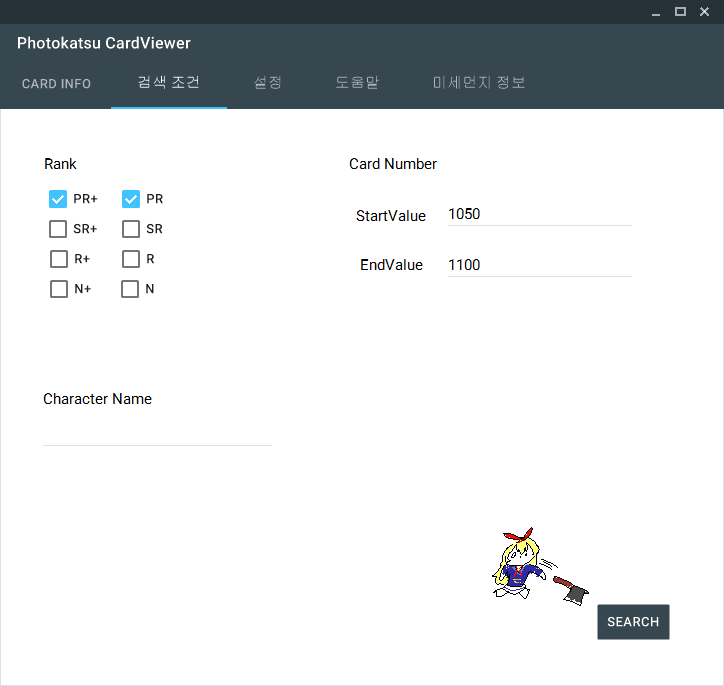 Photokatsu CardViewer
CARD INFO 검색 조건 설정 도움말 미세먼지 정보
Rank
PR+ PR
SR+ SR
R+ R
N+ N
Card Number
StartValue 1050
EndValue 1100
Character Name
SEARCH